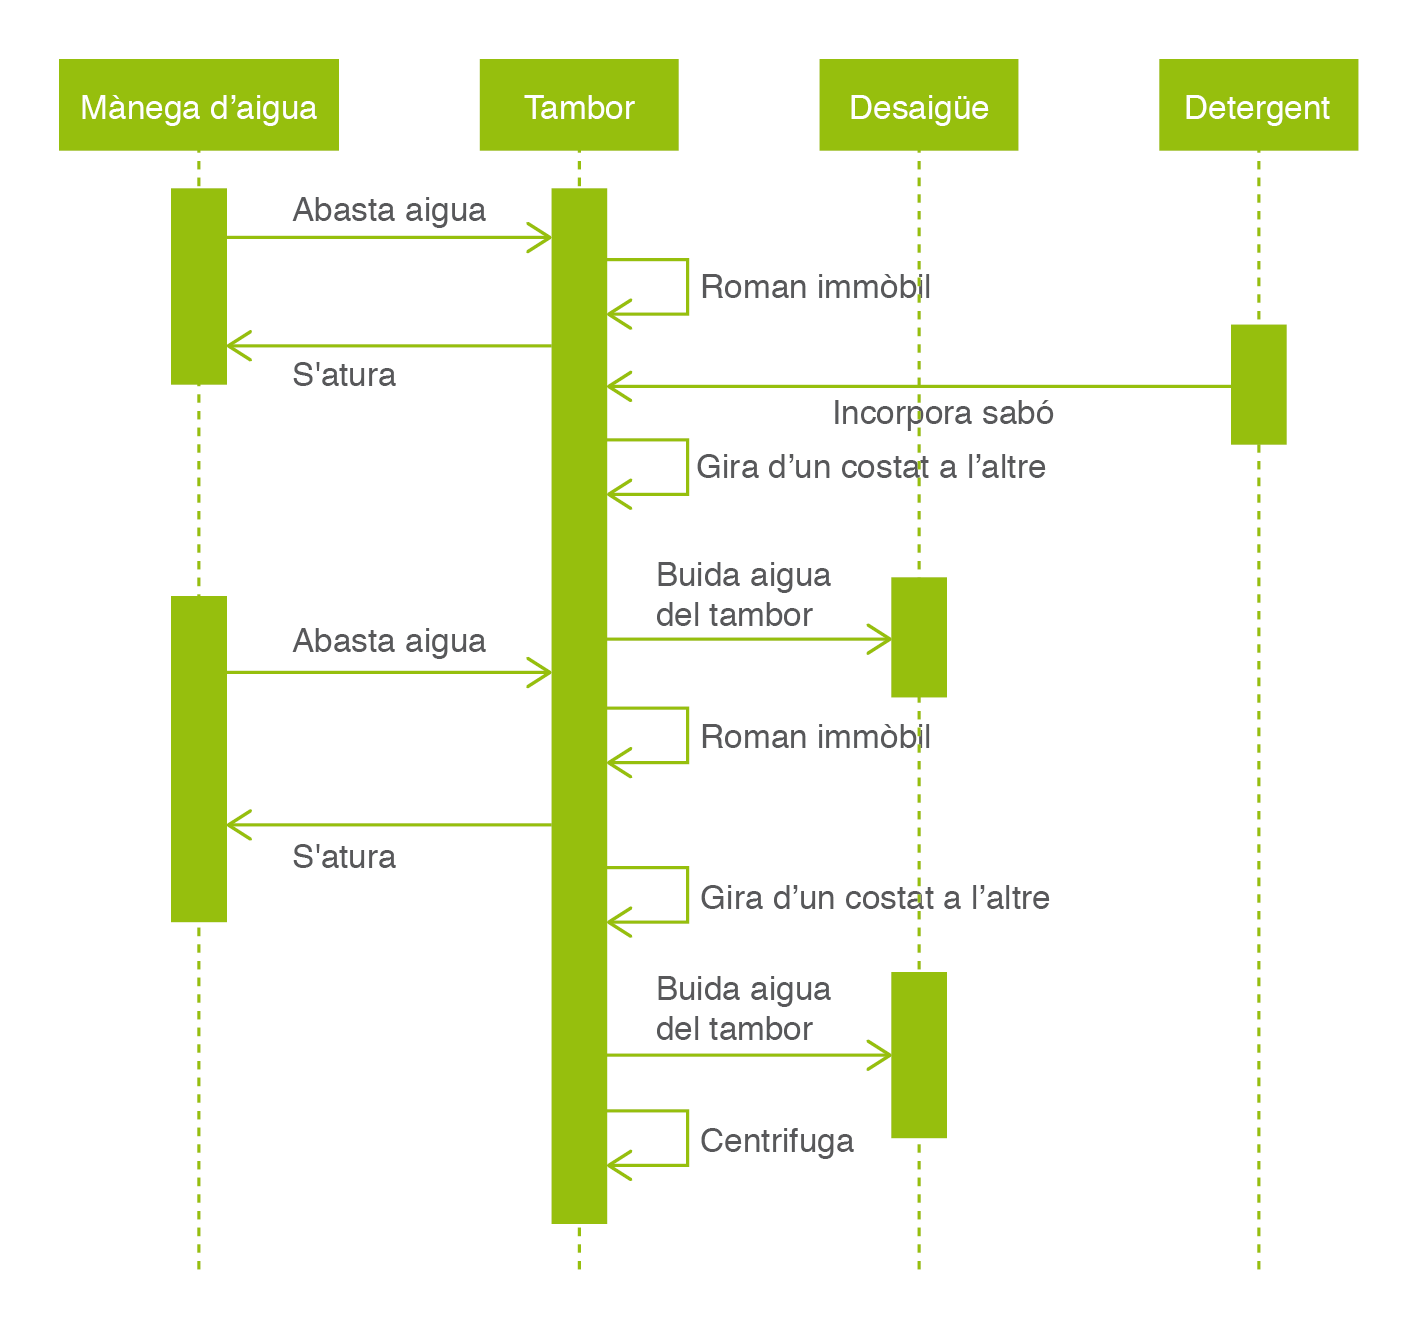 Mànega d’aigua
Tambor
Desaigüe
Detergent
Abasta aigua
Roman immòbil
S'atura
Incorpora sabó
Gira d’un costat a l’altre
Buida aigua
del tambor
Abasta aigua
Roman immòbil
S'atura
Gira d’un costat a l’altre
Buida aigua
del tambor
Centrifuga